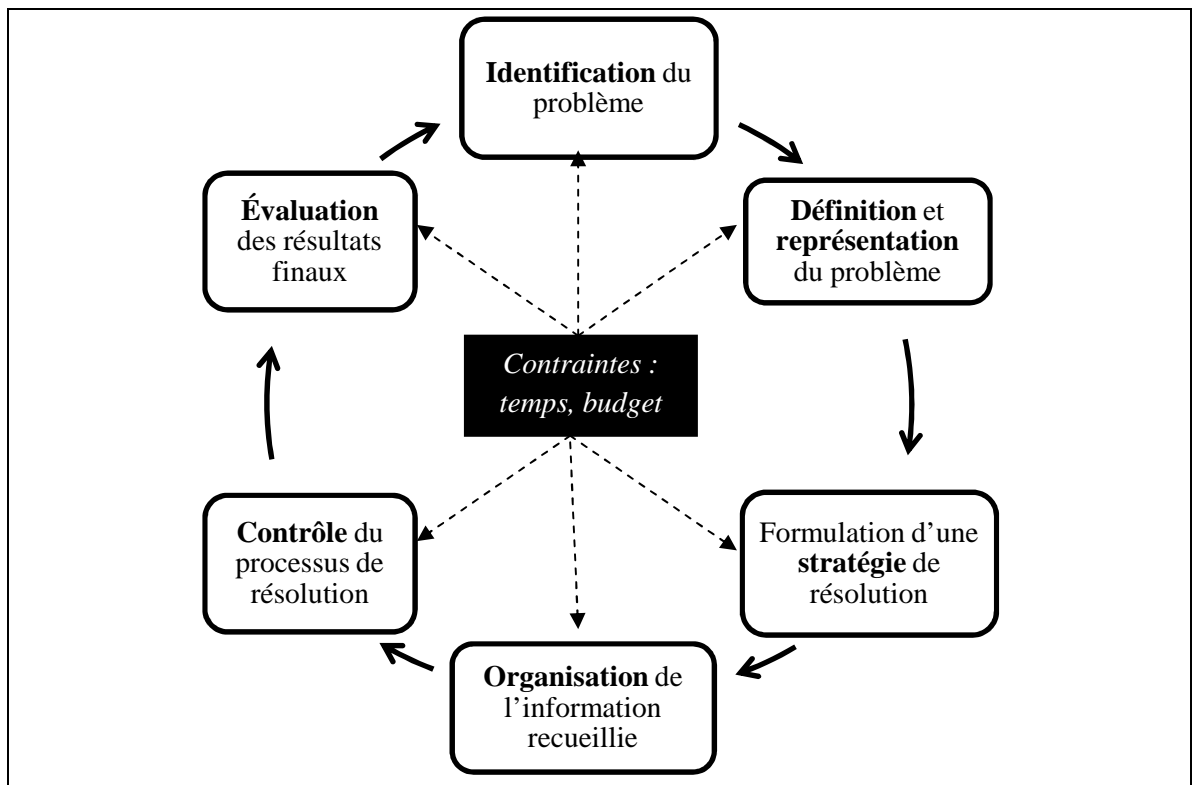 Identification du
problème
Définition et
représentation
du problème
Formulation d’une
stratégie de
résolution
Organisation de
l’information
recueillie
Contrôle du
processus de
résolution
Évaluation
des résultats
finaux
Contraintes :
temps, budget